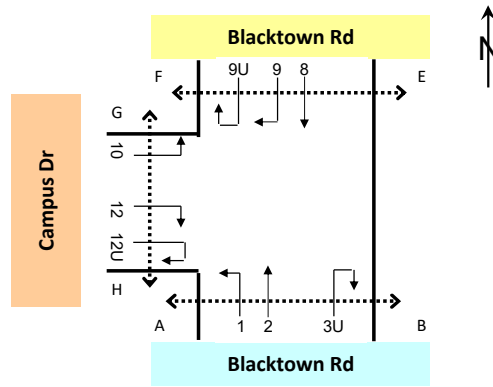 Blacktown Rd
N
F
9U 9 8
E
G
10
Campus Dr
12
12U
H
A
1 2 3U
B
Blacktown Rd